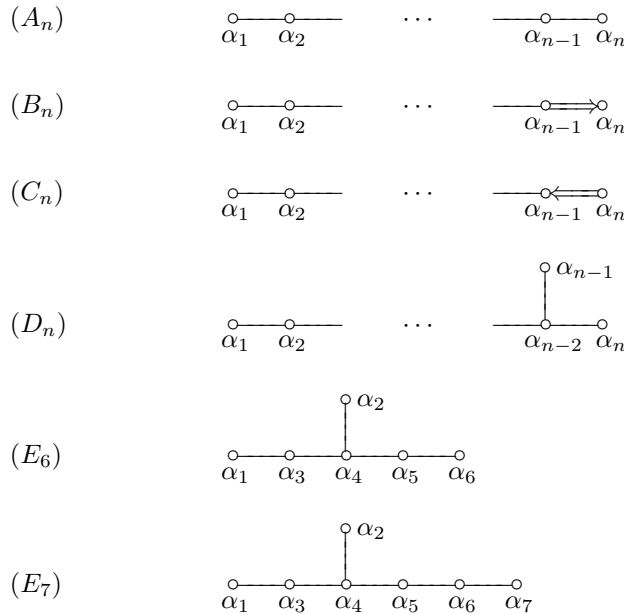 (A_n) α_1 α_2 ··· α_{n−1} α_n
(B_n) α_1 α_2 ··· α_{n−1} α_n
(C_n) α_1 α_2 ··· α_{n−1} α_n
α_{n−1}
(D_n) ···
α_1 α_2 α_{n−2} α_n
α_2
(E_6)
α_1 α_3 α_4 α_5 α_6
α_2
(E_7)
α_1 α_3 α_4 α_5 α_6 α_7